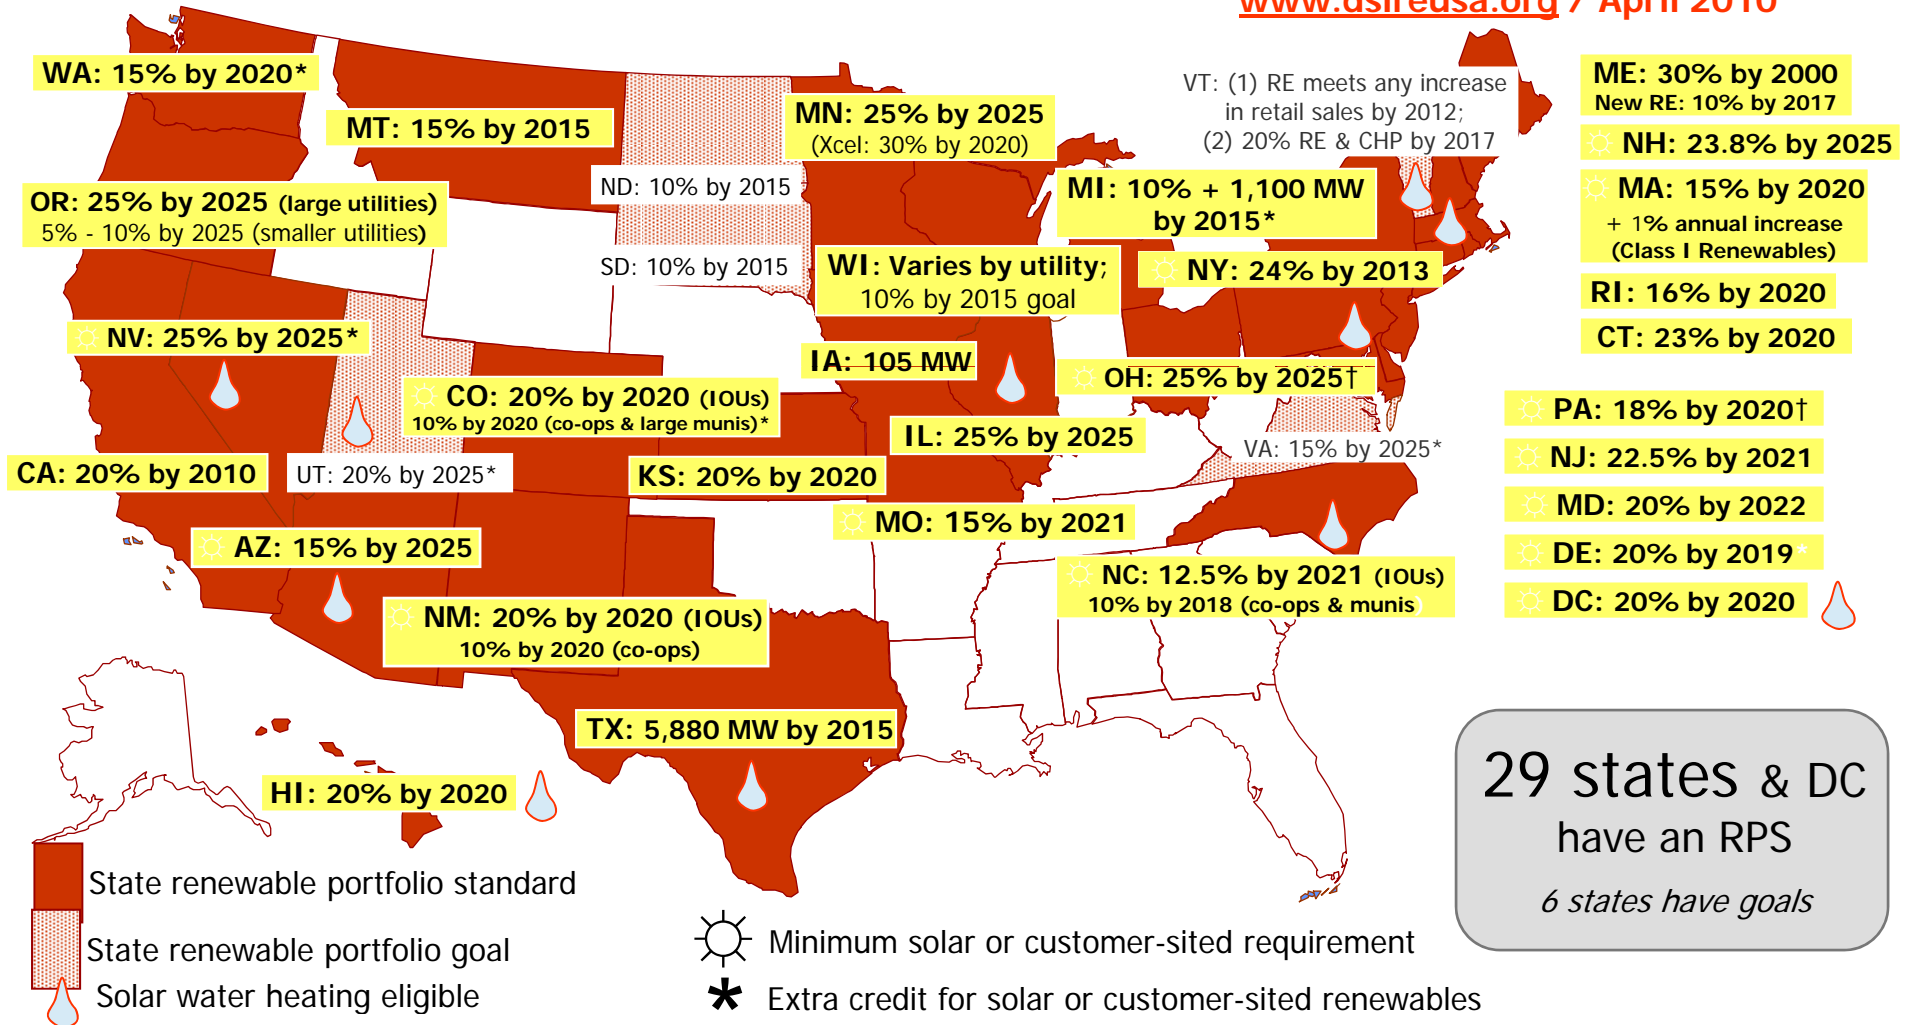 www.dsireusa.org / April 2010
WA: 15% by 2020*
MT: 15% by 2015
MN: 25% by 2025
(Xcel: 30% by 2020)
VT: (1) RE meets any increase
in retail sales by 2012;
(2) 20% RE & CHP by 2017
ME: 30% by 2000
New RE: 10% by 2017
NH: 23.8% by 2025
MA: 15% by 2020
+ 1% annual increase
(Class I Renewables)
RI: 16% by 2020
CT: 23% by 2020
OR: 25% by 2025 (large utilities)
5% - 10% by 2025 (smaller utilities)
ND: 10% by 2015
SD: 10% by 2015
MI: 10% + 1,100 MW
by 2015*
WI: Varies by utility;
10% by 2015 goal
NY: 24% by 2013
NV: 25% by 2025*
IA: 105 MW
CO: 20% by 2020 (IOUs)
10% by 2020 (co-ops & large munis)*
OH: 25% by 2025†
IL: 25% by 2025
VA: 15% by 2025*
PA: 18% by 2020†
NJ: 22.5% by 2021
MD: 20% by 2022
DE: 20% by 2019*
DC: 20% by 2020
CA: 20% by 2010
UT: 20% by 2025*
KS: 20% by 2020
MO: 15% by 2021
AZ: 15% by 2025
NC: 12.5% by 2021 (IOUs)
10% by 2018 (co-ops & munis)
NM: 20% by 2020 (IOUs)
10% by 2020 (co-ops)
TX: 5,880 MW by 2015
HI: 20% by 2020
29 states & DC
have an RPS
6 states have goals
State renewable portfolio standard
State renewable portfolio goal
Solar water heating eligible
Minimum solar or customer-sited requirement
* Extra credit for solar or customer-sited renewables